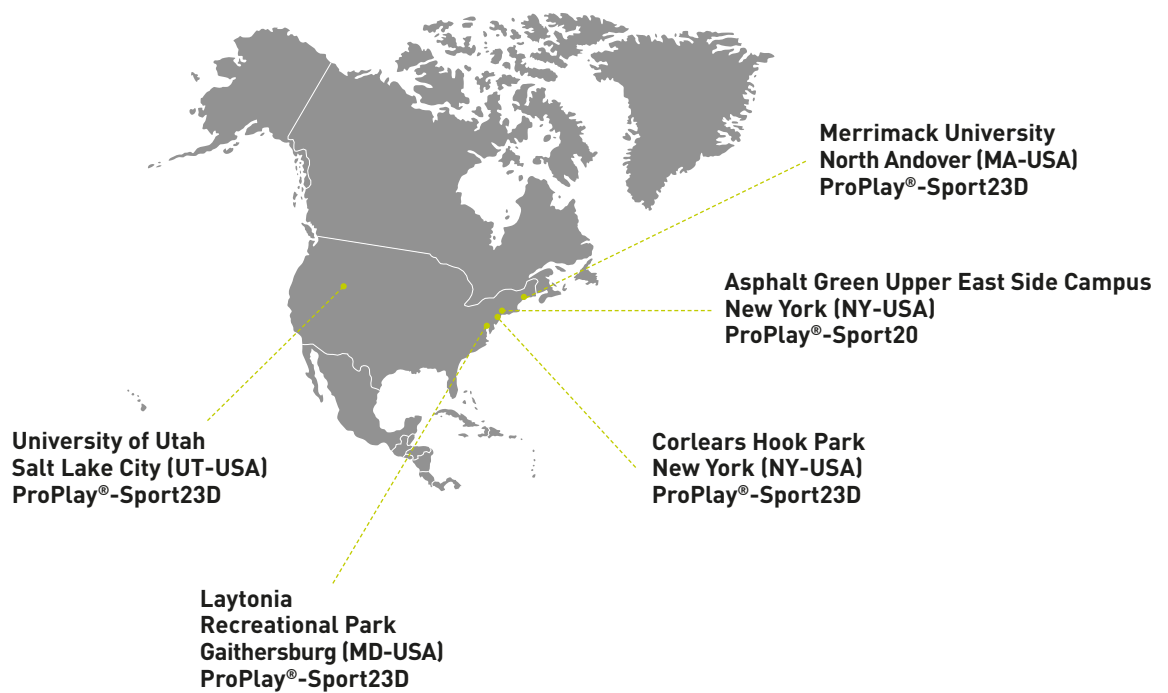 Merrimack University
North Andover (MA-USA)
ProPlay®-Sport23D
Asphalt Green Upper East Side Campus
New York (NY-USA)
ProPlay®-Sport20
University of Utah
Salt Lake City (UT-USA)
ProPlay®-Sport23D
Corlears Hook Park
New York (NY-USA)
ProPlay®-Sport23D
Laytonia
Recreational Park
Gaithersburg (MD-USA)
ProPlay®-Sport23D